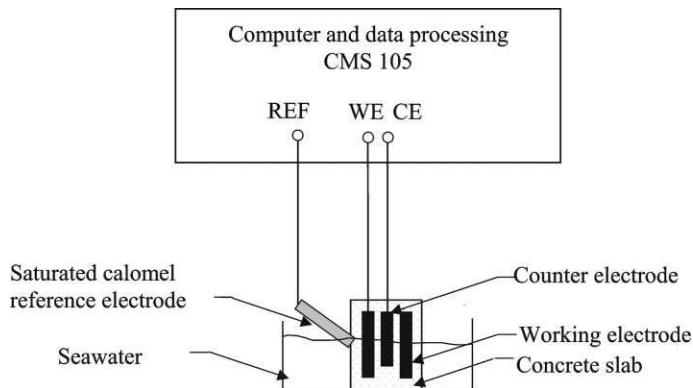 Computer and data processing
CMS 105
REF WE CE
Saturated calomel
reference electrode
Counter electrode
Working electrode
Seawater
Concrete slab